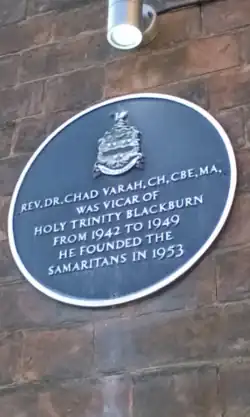 REV. DR. CHAD VARAH, CH, CBE, MA.
WAS VICAR OF
HOLY TRINITY BLACKBURN
FROM 1942 TO 1949
HE FOUNDED THE
SAMARITANS IN 1953